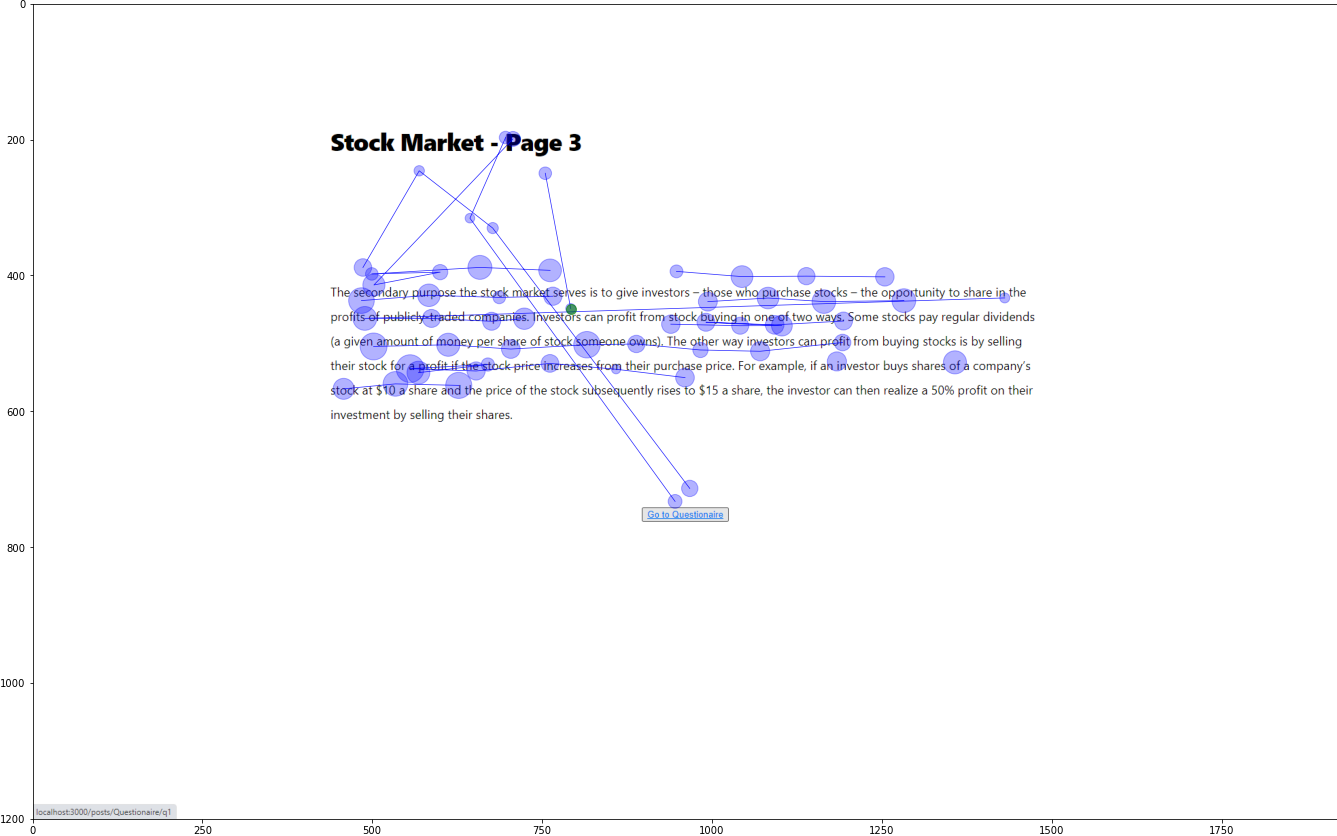 Stock Market - Page 3
The secondary purpose the stock market serves is to give investors – those who purchase stocks – the opportunity to share in the
profits of publicly-traded companies. Investors can profit from stock buying in one of two ways. Some stocks pay regular dividends
(a given amount of money per share of stock someone owns). The other way investors can profit from buying stocks is by selling
their stock for a profit if the stock price increases from their purchase price. For example, if an investor buys shares of a company's
stock at $10 a share and the price of the stock subsequently rises to $15 a share, the investor can then realize a 50% profit on their
investment by selling their shares.
Go to Questionaire
localhost:3000/posts/Questionaire/q1
0
200
400
600
800
1000
1200
0 250 500 750 1000 1250 1500 1750